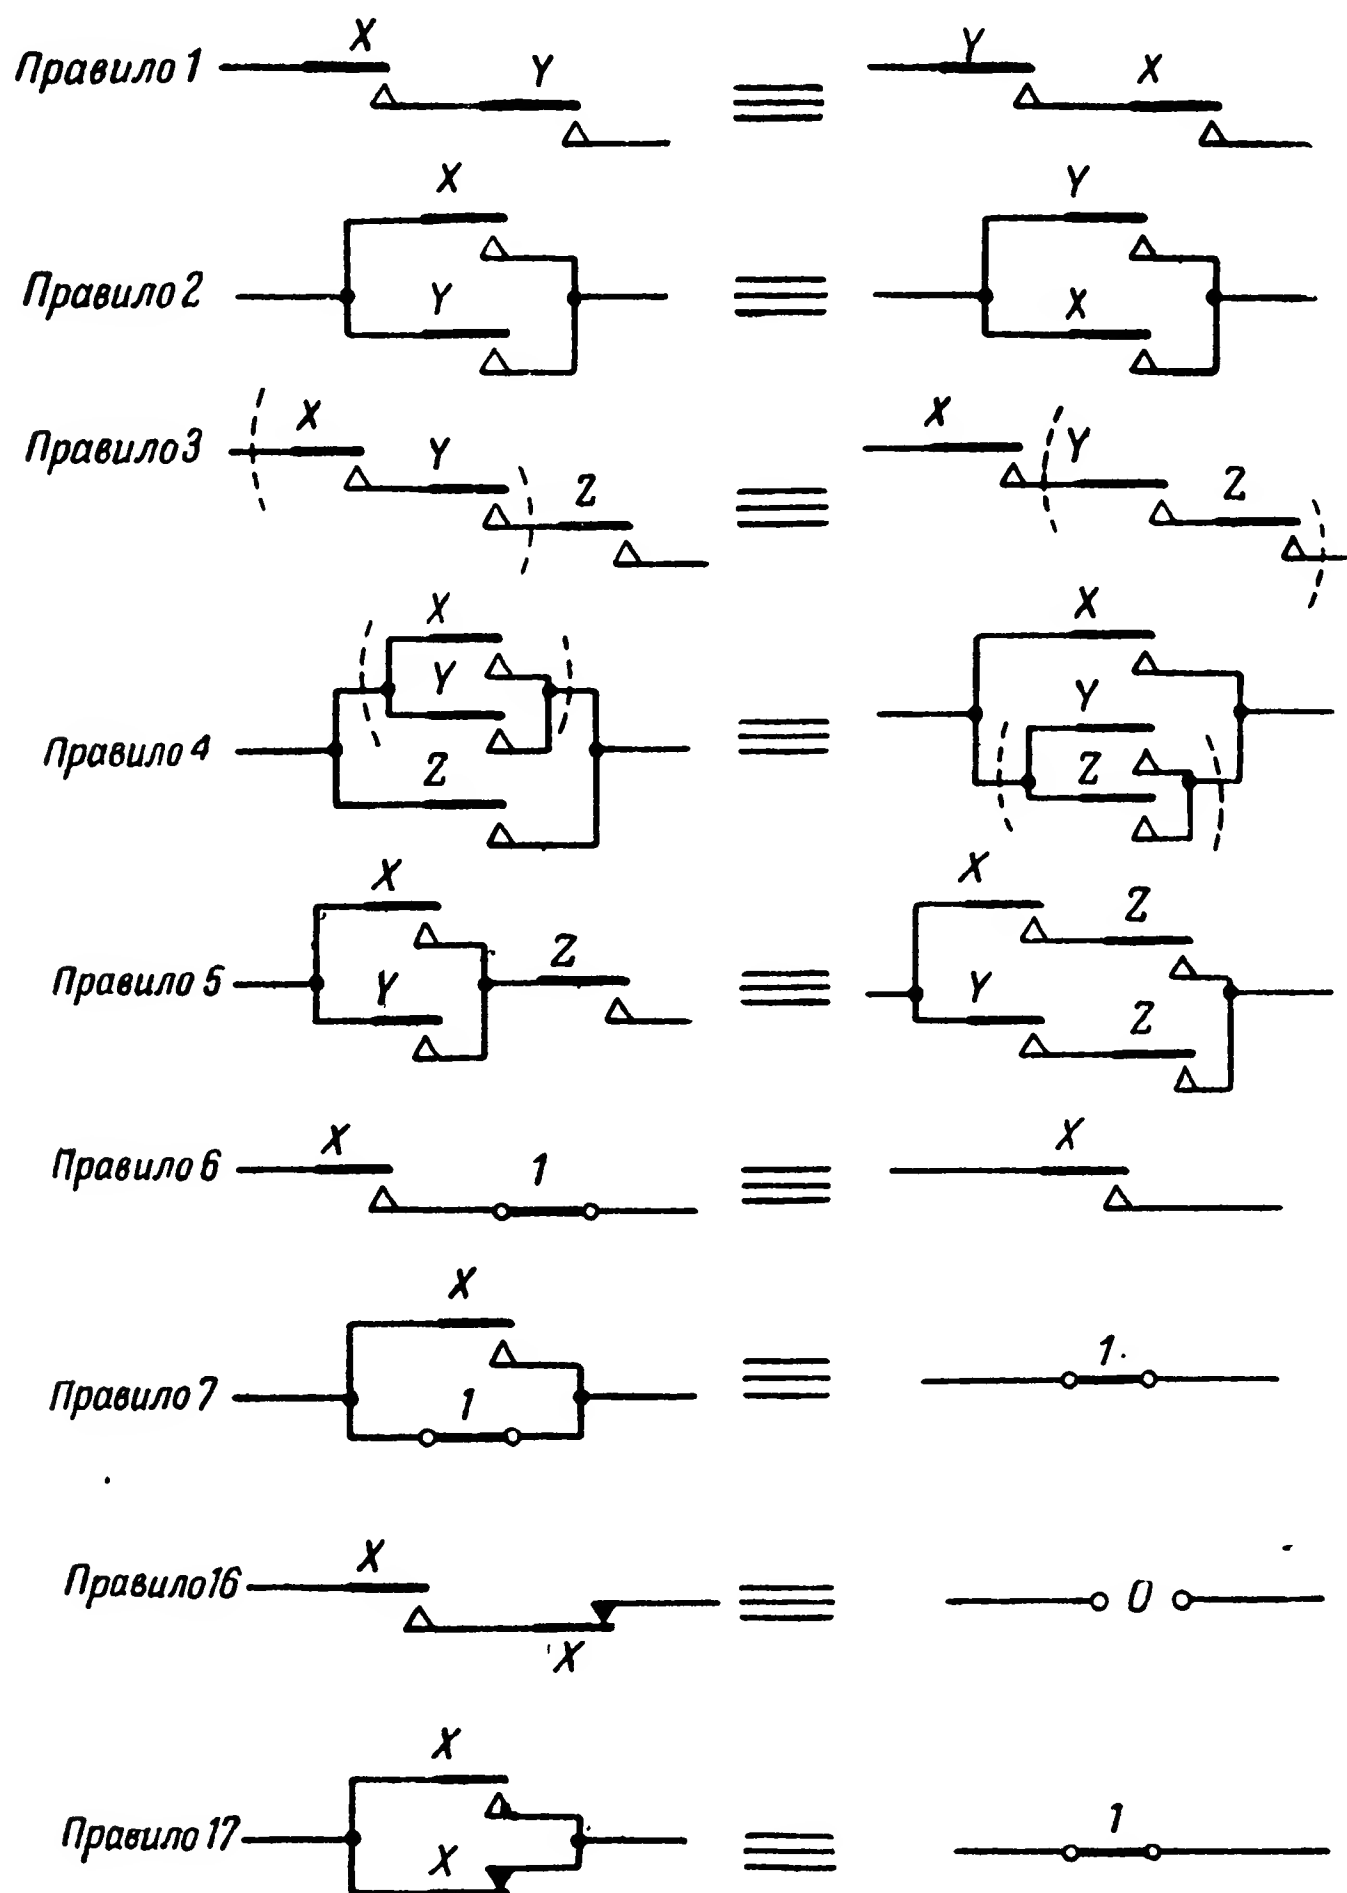 X Y
Правило 1 Y X
X Y
Правило 2 Y X
Правило 3 X Y Z X Y Z
X X
Y Y
Правило 4 Z Z
X X Z
Правило 5 Y Z Y Z
Правило 6 X 1 X
X
Правило 7 1 1
X
Правило 16 0
X
X
Правило 17 1
X